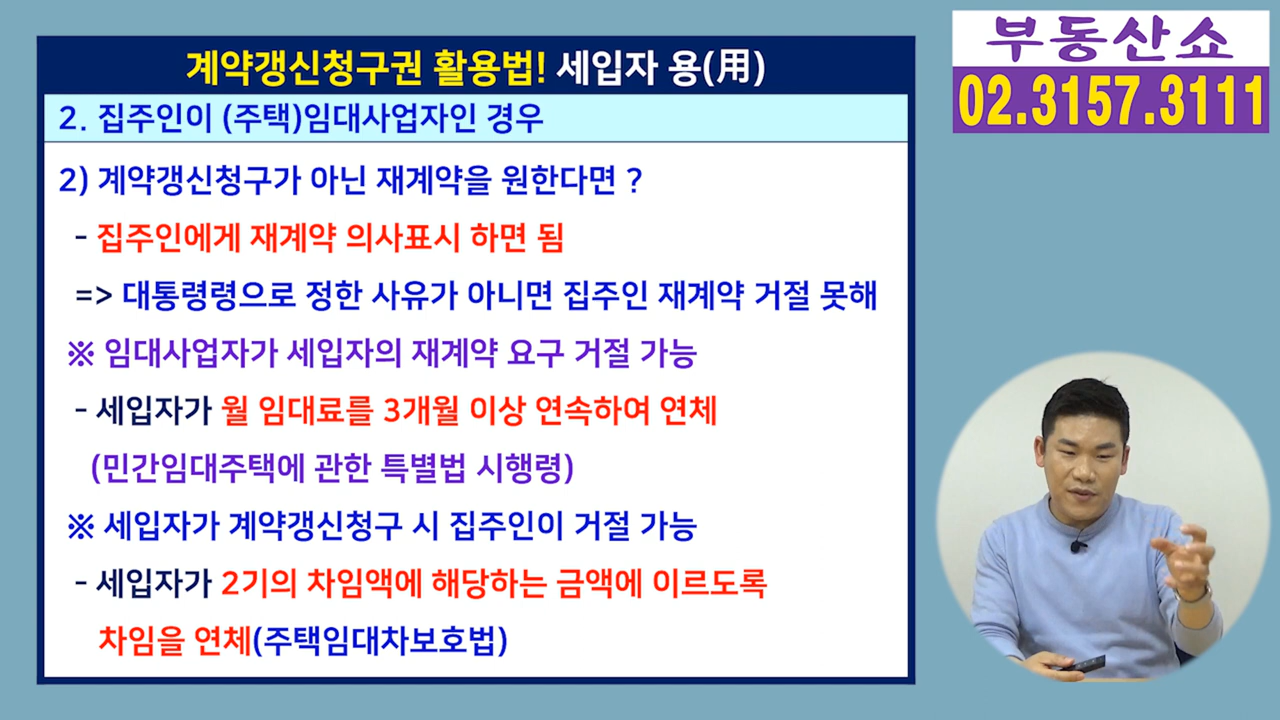 계약갱신청구권 활용법! 세입자 용(用)
부동산쇼
02.3157.3111
2. 집주인이 (주택)임대사업자인 경우
2) 계약갱신청구가 아닌 재계약을 원한다면 ?
- 집주인에게 재계약 의사표시 하면 됨
=> 대통령령으로 정한 사유가 아니면 집주인 재계약 거절 못해
※ 임대사업자가 세입자의 재계약 요구 거절 가능
- 세입자가 월 임대료를 3개월 이상 연속하여 연체
(민간임대주택에 관한 특별법 시행령)
※ 세입자가 계약갱신청구 시 집주인이 거절 가능
- 세입자가 2기의 차임액에 해당하는 금액에 이르도록
차임을 연체(주택임대차보호법)